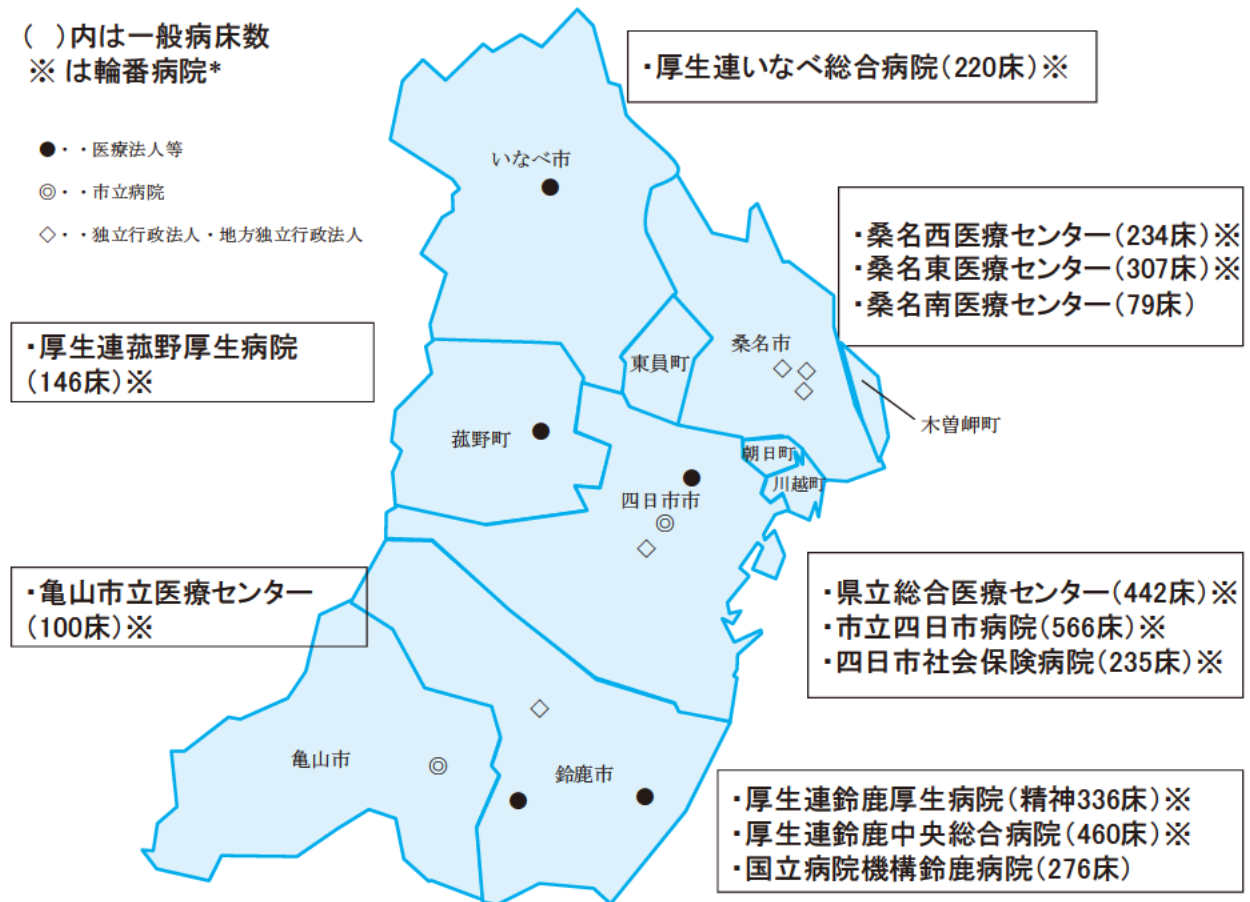 ( )内は一般病床数
※ は輪番病院*
●・・医療法人等
◎・・市立病院
◇・・独立行政法人・地方独立行政法人
・厚生連いなべ総合病院(220床)※
いなべ市
・桑名西医療センター(234床)※
・桑名東医療センター(307床)※
・桑名南医療センター(79床)
・厚生連菰野厚生病院
(146床)※
東員町
桑名市
木曽岬町
菰野町
朝日町
川越町
四日市市
・亀山市立医療センター
(100床)※
・県立総合医療センター(442床)※
・市立四日市病院(566床)※
・四日市社会保険病院(235床)※
亀山市
鈴鹿市
・厚生連鈴鹿厚生病院(精神336床)※
・厚生連鈴鹿中央総合病院(460床)※
・国立病院機構鈴鹿病院(276床)